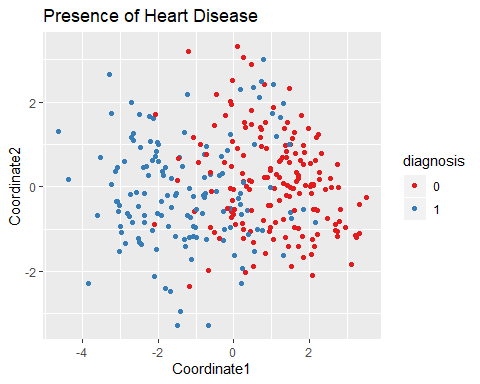 Presence of Heart Disease
Coordinate2
2
0
-2
-4
-2
0
2
Coordinate1
diagnosis
0
1